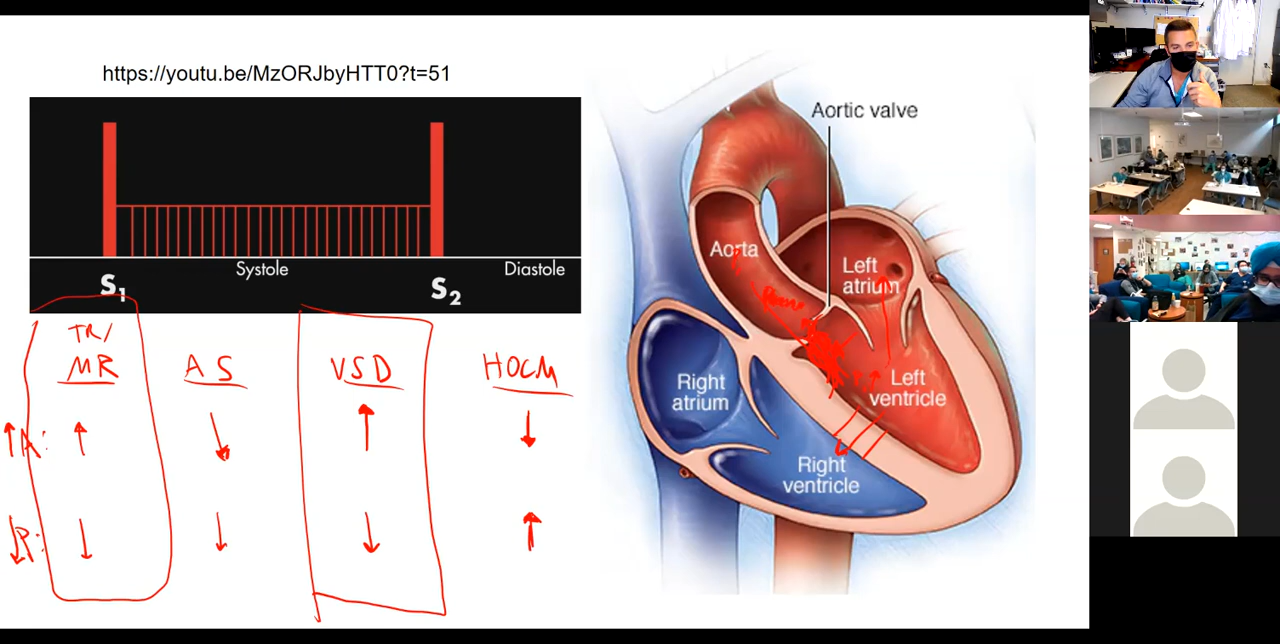 https://youtu.be/MzORJbyHTT0?t=51
Systole
Diastole
S₁
S₂
TR/
MR
AS
VSD
HOCM
↑A: ↑ ↓ ↑ ↓
↓P: ↓ ↓ ↓ ↑
Aortic valve
Aorta
Left
atrium
Left
ventricle
Right
atrium
Right
ventricle